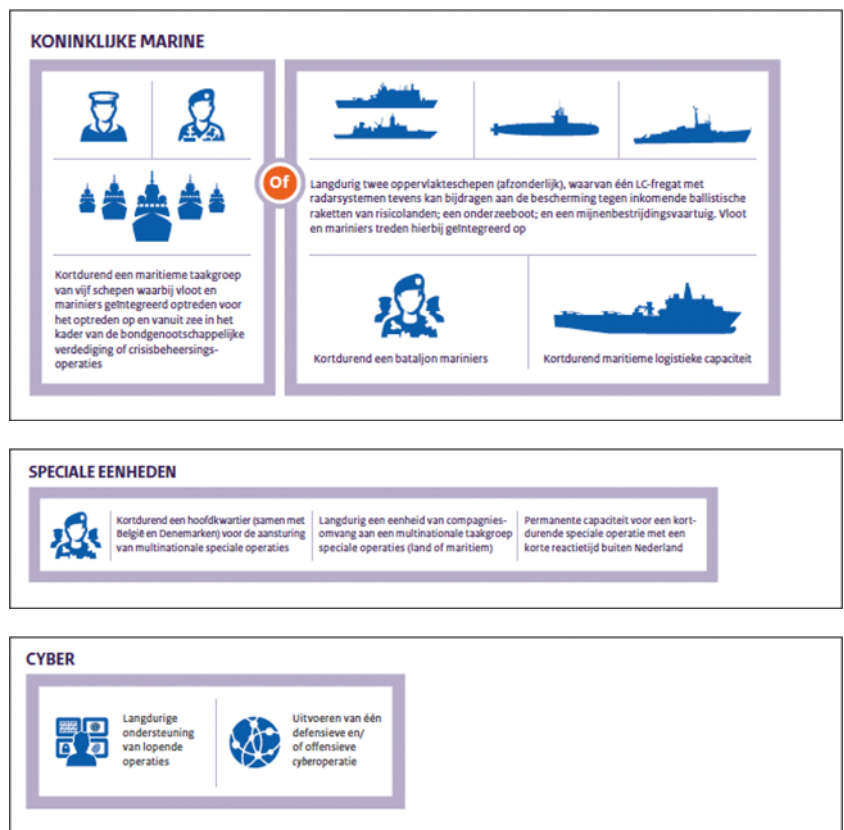 KONINKLIJKE MARINE
Kortdurend een maritieme taakgroep
van vijf schepen waarbij vloot en
mariniers geïntegreerd optreden voor
het optreden op en vanuit zee in het
kader van de bondgenootschappelijke
verdediging of crisisbeheersings-
operaties
Of
Langdurig twee oppervlakteschepen (afzonderlijk), waarvan één LC-fregat met
radarsystemen tevens kan bijdragen aan de bescherming tegen inkomende ballistische
raketten van risicolanden; een onderzeeboot; en een mijnenbestrijdingsvaartuig. Vloot
en mariniers treden hierbij geïntegreerd op
Kortdurend een bataljon mariniers
Kortdurend maritieme logistieke capaciteit
SPECIALE EENHEDEN
Kortdurend een hoofdkwartier (samen met
België en Denemarken) voor de aansturing
van multinationale speciale operaties
Langdurig een eenheid van compagnies-
omvang aan een multinationale taakgroep
speciale operaties (land of maritiem)
Permanente capaciteit voor een kort-
durende speciale operatie met een
korte reactietijd buiten Nederland
CYBER
Langdurige
ondersteuning
van lopende
operaties
Uitvoeren van één
defensieve en/
of offensieve
cyberoperatie